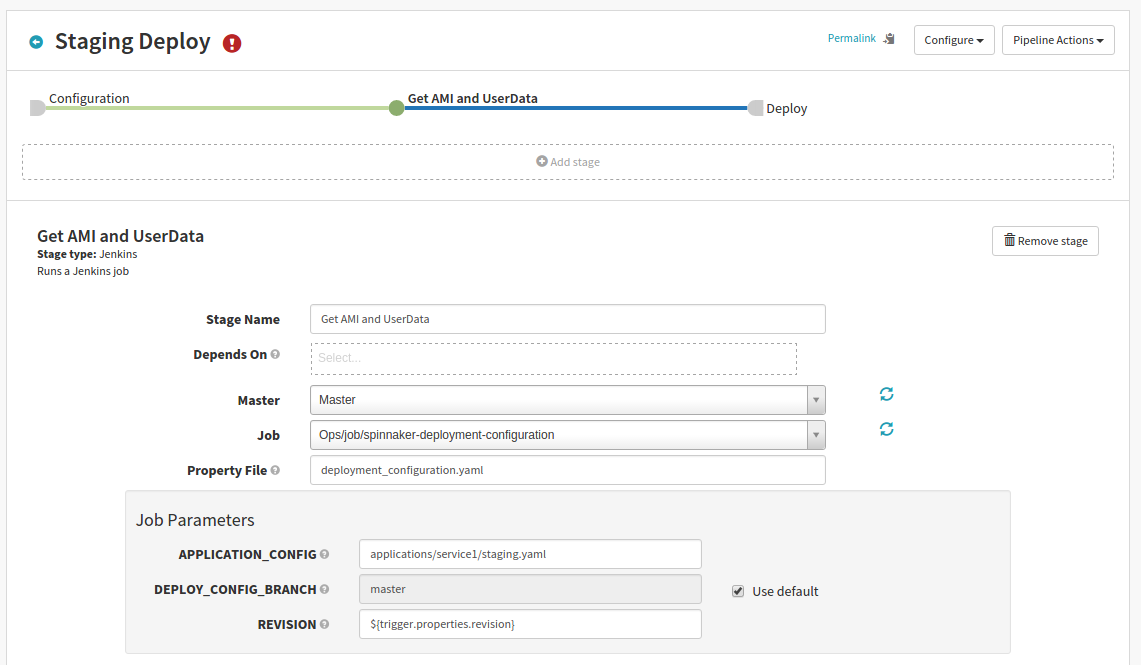 Staging Deploy
Permalink
Configure
Pipeline Actions
Configuration
Get AMI and UserData
Deploy
Add stage
Get AMI and UserData
Stage type: Jenkins
Runs a Jenkins job
Remove stage
Stage Name
Get AMI and UserData
Depends On
Select...
Master
Master
Job
Ops/job/spinnaker-deployment-configuration
Property File
deployment_configuration.yaml
Job Parameters
APPLICATION_CONFIG
applications/service1/staging.yaml
DEPLOY_CONFIG_BRANCH
master
Use default
REVISION
${trigger.properties.revision}